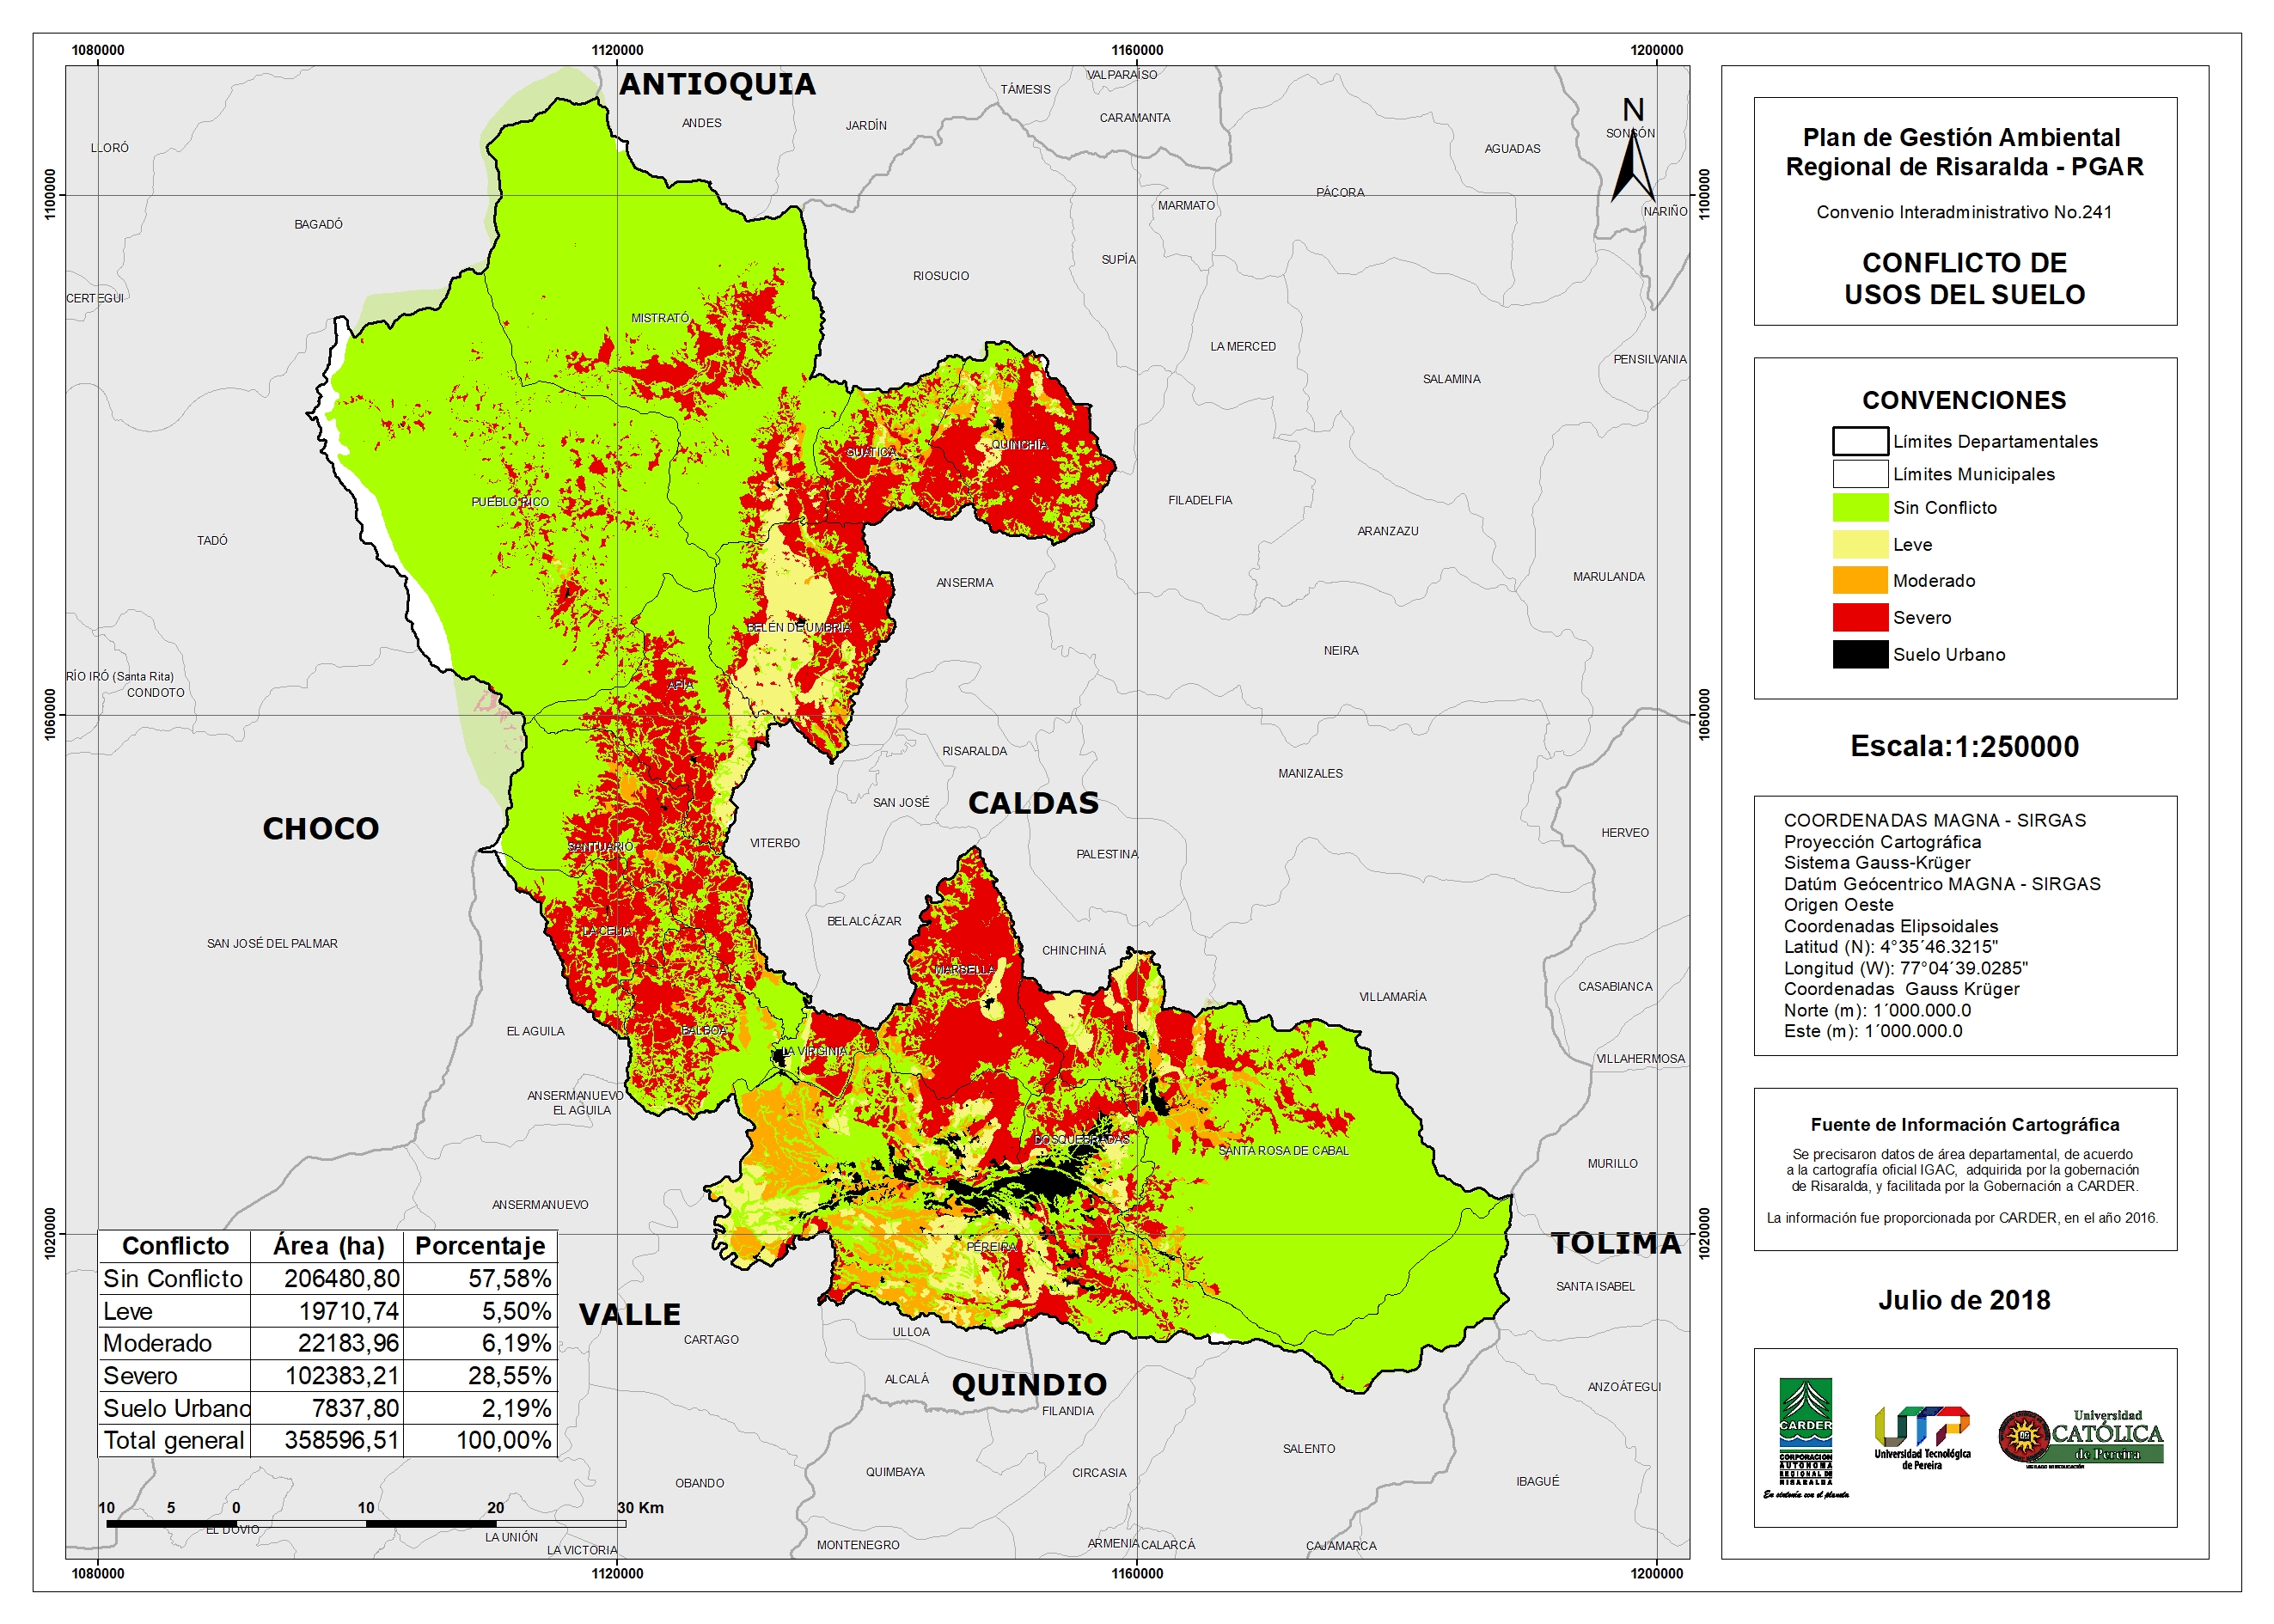 1080000
1120000
1160000
1200000
ANTIOQUIA
VALPARAÍSO
TÁMESIS
CARAMANTA
ANDES
JARDÍN
N
SONSÓN
LLORÓ
AGUADAS
1100000
1100000
PÁCORA
MARMATO
NARIÑO
BAGADÓ
SUPÍA
RIOSUCIO
CERTEGUI
MISTRATÓ
LA MERCED
PENSILVANIA
SALAMINA
QUINCHÍA
GUÁTICA
PUEBLO RICO
FILADELFIA
ARANZAZU
TADÓ
MARULANDA
ANSERMA
BELÉN DE UMBRÍA
NEIRA
RÍO IRÓ (Santa Rita)
CONDOTO
APÍA
1060000
1060000
RISARALDA
MANIZALES
SAN JOSÉ
CALDAS
CHOCO
HERVEO
VITERBO
SANTUARIO
PALESTINA
BELALCÁZAR
LA CELIA
SAN JOSÉ DEL PALMAR
CHINCHINÁ
MARSELLA
CASABIANCA
VILLAMARÍA
EL AGUILA
BALBOA
LA VIRGINIA
VILLAHERMOSA
ANSERMANUEVO
EL AGUILA
DOSQUEBRADAS
SANTA ROSA DE CABAL
MURILLO
ANSERMANUEVO
1020000
1020000
PEREIRA
TOLIMA
SANTA ISABEL
VALLE
ULLOA
CARTAGO
ALCALÁ
QUINDIO
FILANDIA
ANZOÁTEGUI
SALENTO
QUIMBAYA
CIRCASIA
OBANDO
IBAGUÉ
EL DOVIO
LA UNIÓN
LA VICTORIA
MONTENEGRO
ARMENIA
CALARCÁ
CAJAMARCA
Conflicto Área (ha) Porcentaje
Sin Conflicto 206480,80 57,58%
Leve 19710,74 5,50%
Moderado 22183,96 6,19%
Severo 102383,21 28,55%
Suelo Urbano 7837,80 2,19%
Total general 358596,51 100,00%
10 5 0 10 20 30 Km
1080000
1120000
1160000
1200000
Plan de Gestión Ambiental
Regional de Risaralda - PGAR
Convenio Interadministrativo No.241
CONFLICTO DE
USOS DEL SUELO
CONVENCIONES
Límites Departamentales
Límites Municipales
Sin Conflicto
Leve
Moderado
Severo
Suelo Urbano
Escala:1:250000
COORDENADAS MAGNA - SIRGAS
Proyección Cartográfica
Sistema Gauss-Krüger
Datúm Geócentrico MAGNA - SIRGAS
Origen Oeste
Coordenadas Elipsoidales
Latitud (N): 4°35´46.3215"
Longitud (W): 77°04´39.0285"
Coordenadas Gauss Krüger
Norte (m): 1´000.000.0
Este (m): 1´000.000.0
Fuente de Información Cartográfica
Se precisaron datos de área departamental, de acuerdo
a la cartografía oficial IGAC, adquirida por la gobernación
de Risaralda, y facilitada por la Gobernación a CARDER.
La información fue proporcionada por CARDER, en el año 2016.
Julio de 2018
CARDER
CORPORACION
AUTONOMA
REGIONAL DE
RISARALDA
En sintonía con el planeta
UTP
Universidad Tecnológica
de Pereira
Universidad
CATÓLICA
de Pereira